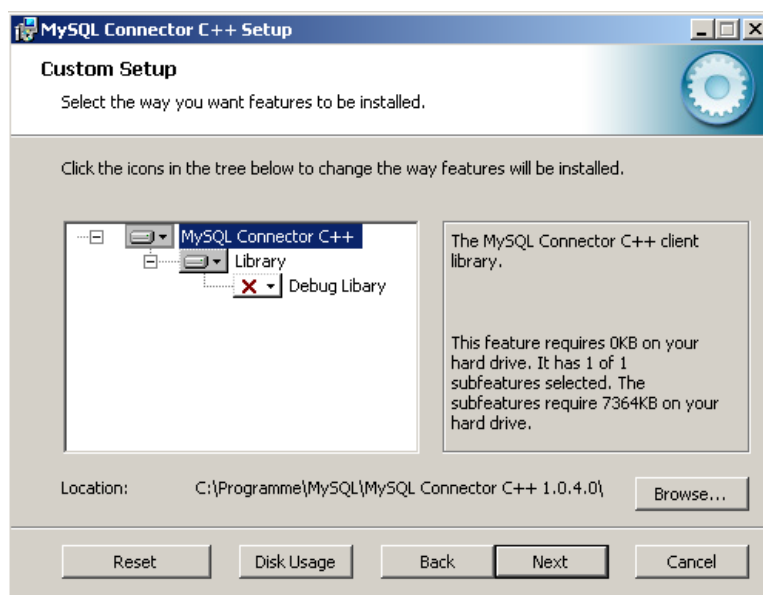 MySQL Connector C++ Setup
Custom Setup
Select the way you want features to be installed.
Click the icons in the tree below to change the way features will be installed.
MySQL Connector C++
Library
Debug Libary
The MySQL Connector C++ client
library.
This feature requires 0KB on your
hard drive. It has 1 of 1
subfeatures selected. The
subfeatures require 7364KB on your
hard drive.
Location: C:\Programme\MySQL\MySQL Connector C++ 1.0.4.0\
Browse...
Reset Disk Usage Back Next Cancel